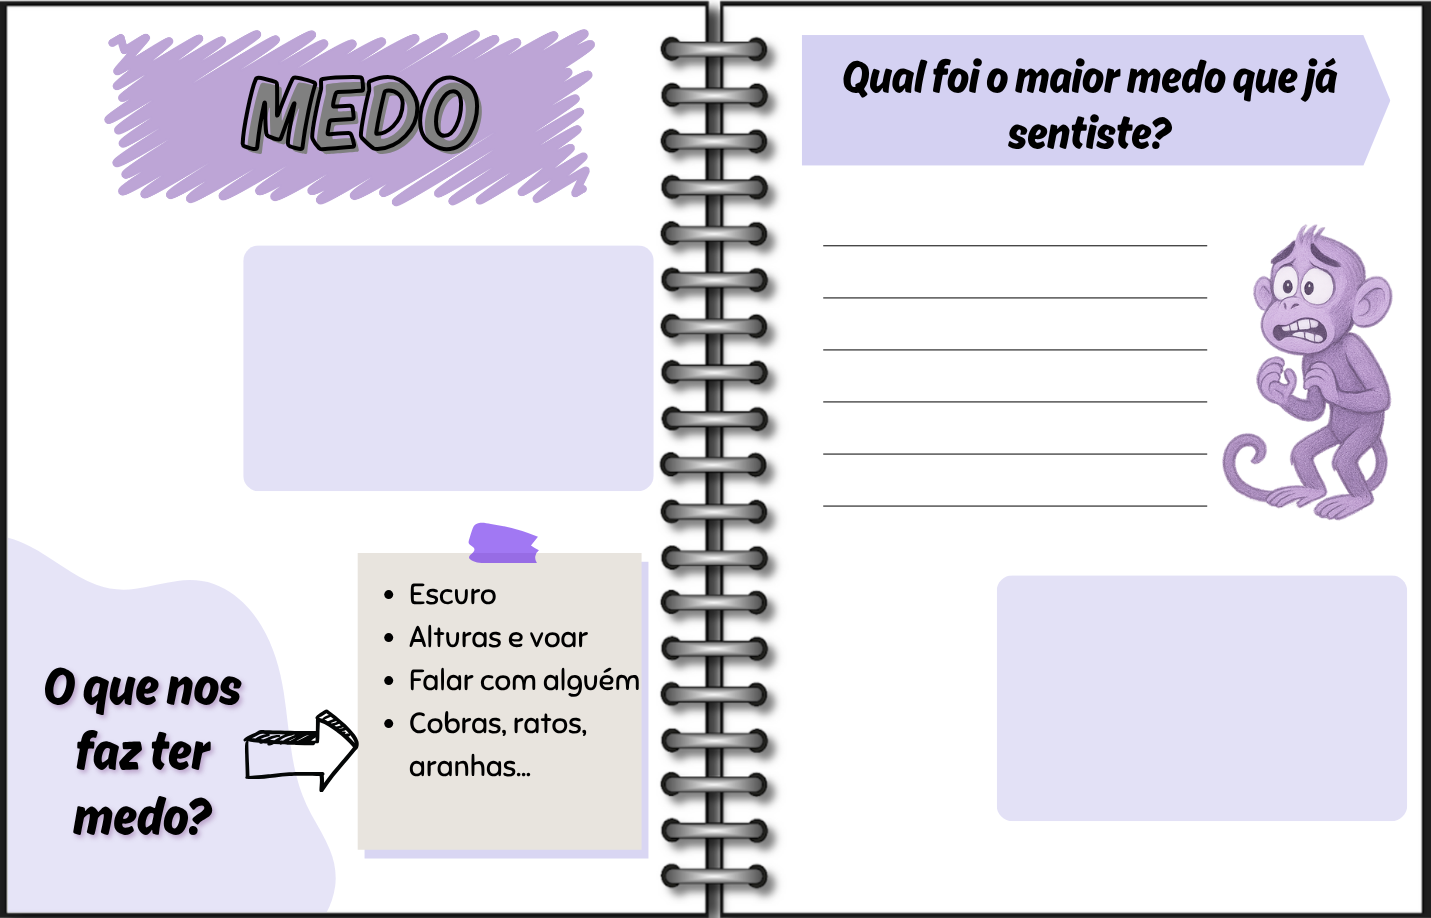 MEDO
O que nos
faz ter
medo?
• Escuro
• Alturas e voar
• Falar com alguém
• Cobras, ratos,
aranhas...
Qual foi o maior medo que já
sentiste?